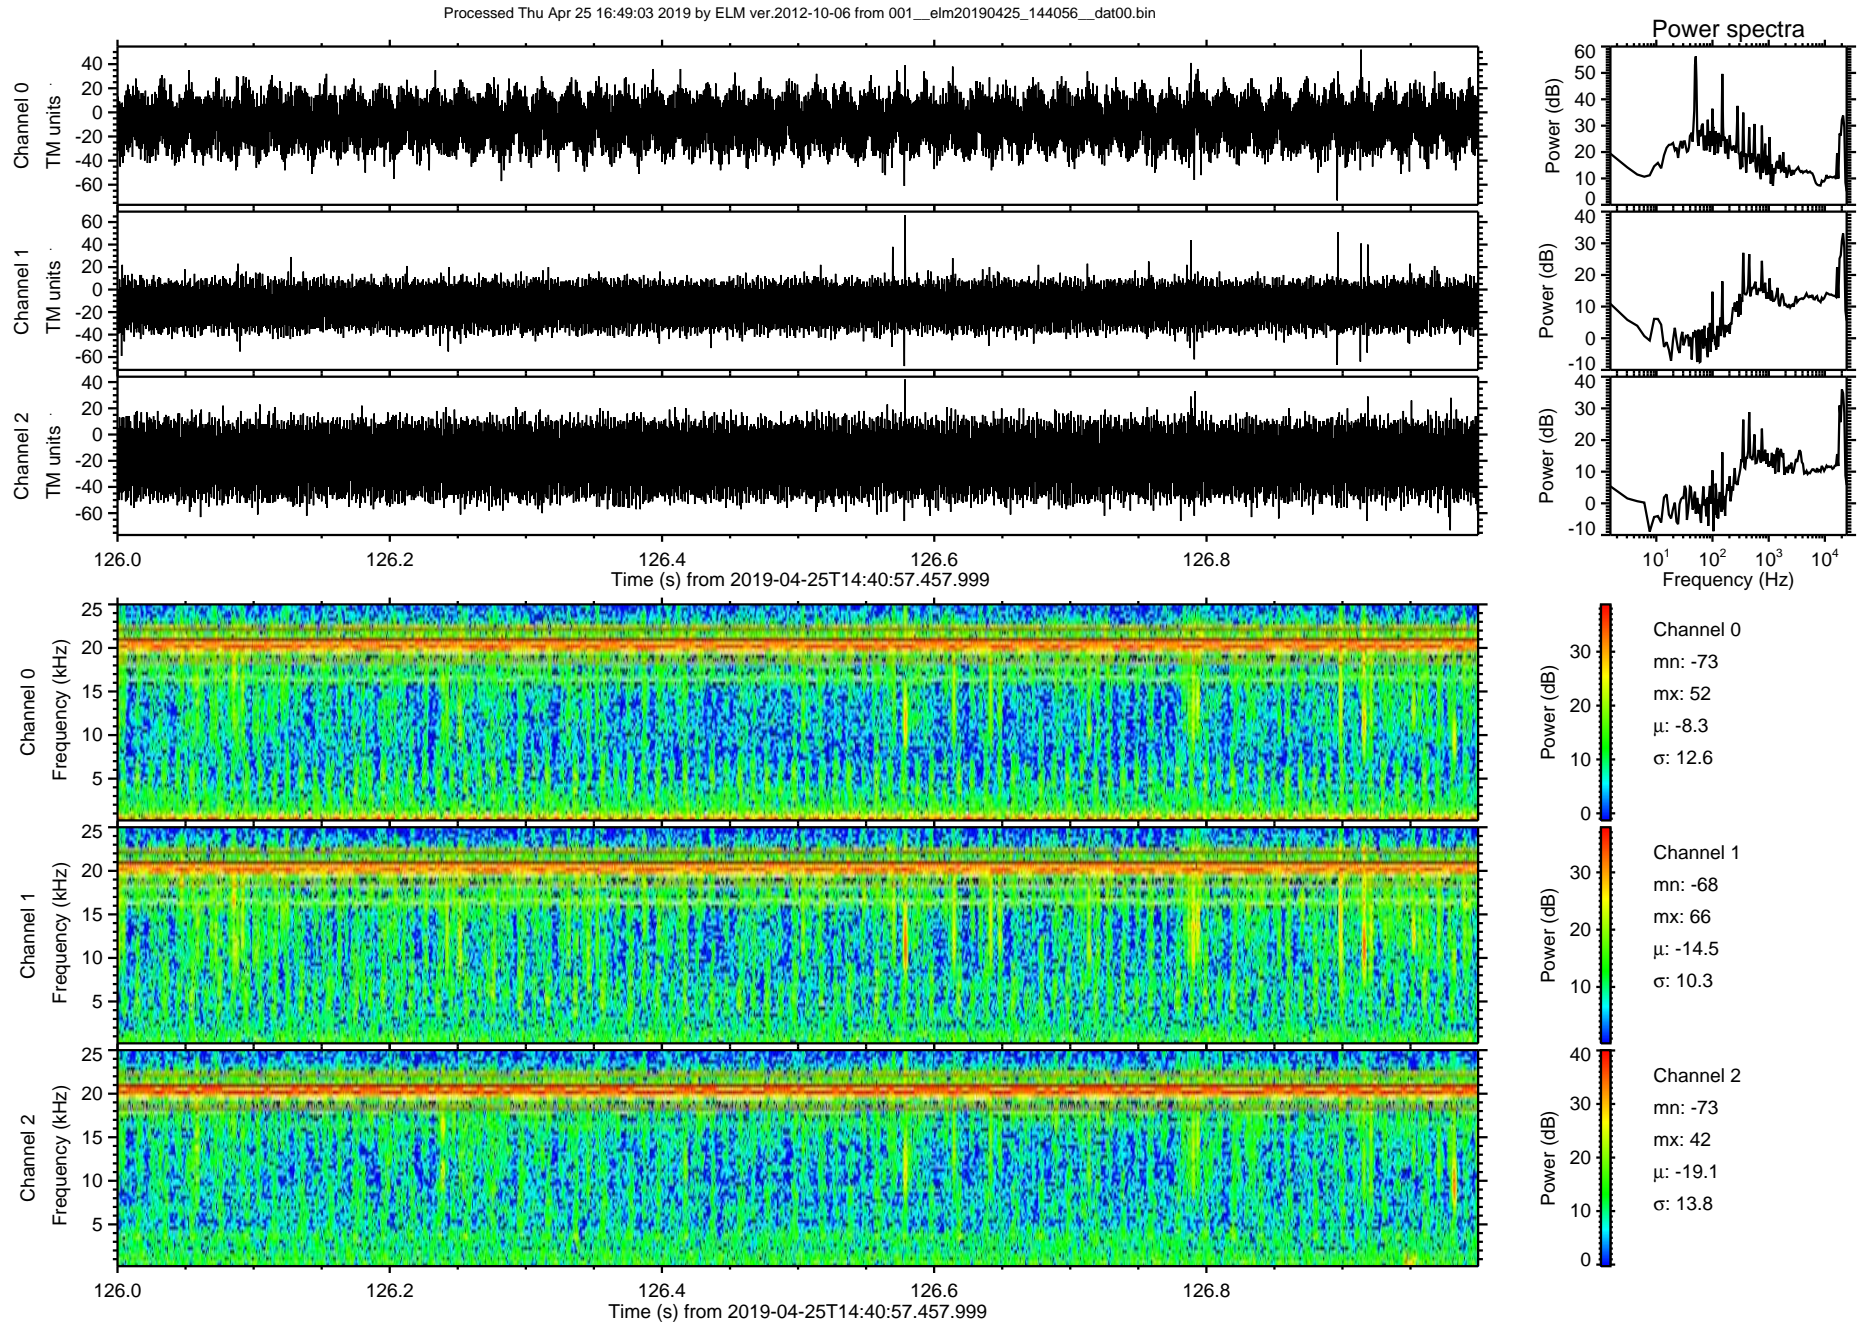 Processed Thu Apr 25 16:49:03 2019 by ELM ver.2012-10-06 from 001__elm20190425_144056__dat00.bin
Power spectra
Channel 0
TM units
40
20
0
-20
-40
-60
Power (dB)
60
50
40
30
20
10
0
Channel 1
TM units
60
40
20
0
-20
-40
-60
Power (dB)
40
30
20
10
0
-10
Channel 2
TM units
40
20
0
-20
-40
-60
Power (dB)
40
30
20
10
0
-10
126.0 126.2 126.4 126.6 126.8
Time (s) from 2019-04-25T14:40:57.457.999
10¹ 10² 10³ 10⁴
Frequency (Hz)
Channel 0
Frequency (kHz)
25
20
15
10
5
Power (dB)
30
20
10
0
Channel 0
mn: -73
mx: 52
μ: -8.3
σ: 12.6
Channel 1
Frequency (kHz)
25
20
15
10
5
Power (dB)
30
20
10
Channel 1
mn: -68
mx: 66
μ: -14.5
σ: 10.3
Channel 2
Frequency (kHz)
25
20
15
10
5
Power (dB)
40
30
20
10
0
Channel 2
mn: -73
mx: 42
μ: -19.1
σ: 13.8
126.0 126.2 126.4 126.6 126.8
Time (s) from 2019-04-25T14:40:57.457.999